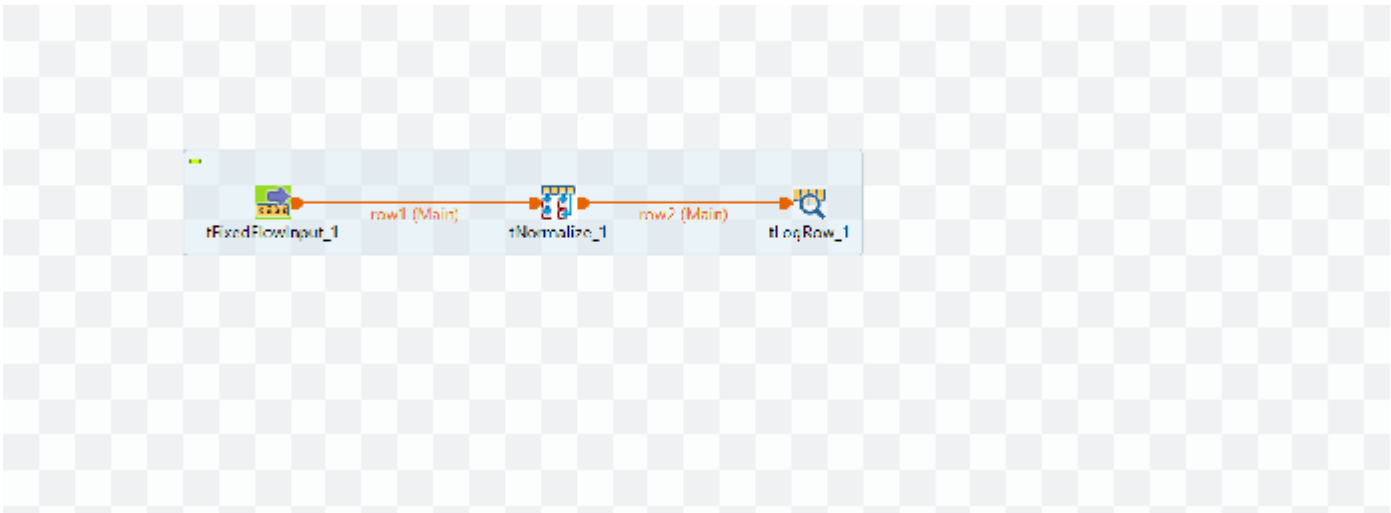 row1 (Main)
row2 (Main)
tFixedFlowInput_1
tNormalize_1
tLogRow_1